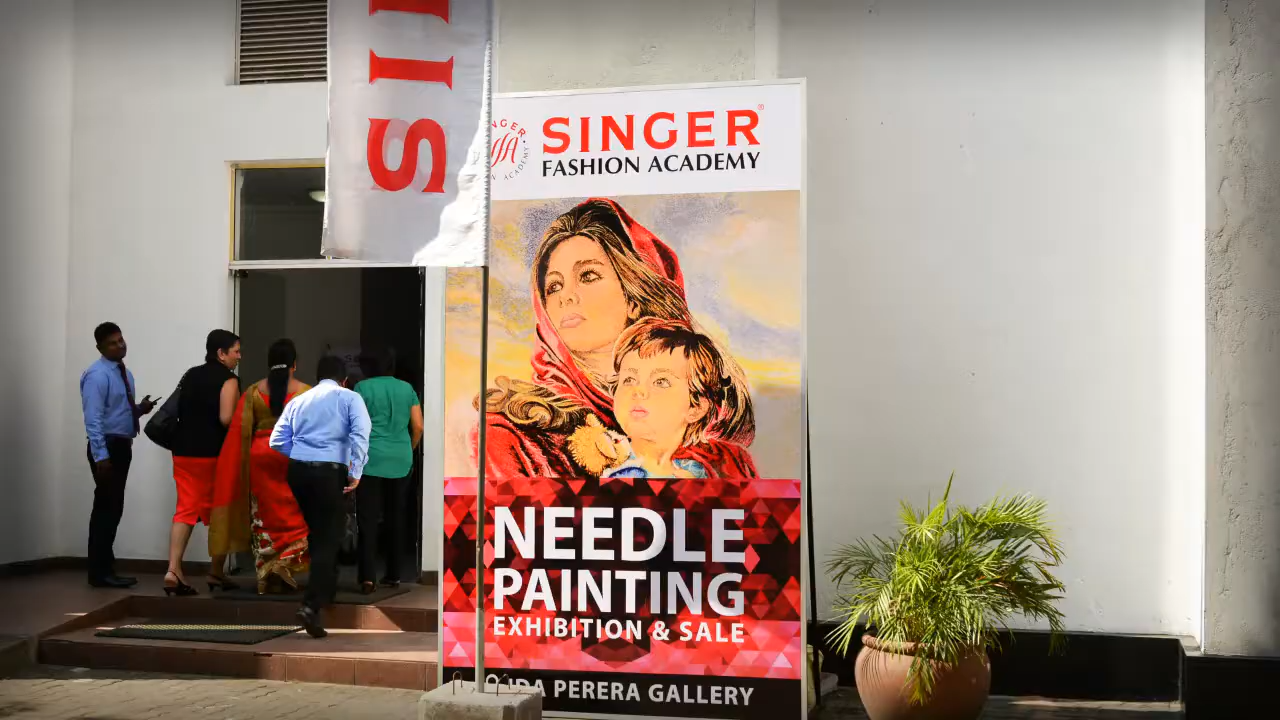 SINGER
FASHION ACADEMY
NEEDLE
PAINTING
EXHIBITION & SALE
PERERA GALLERY